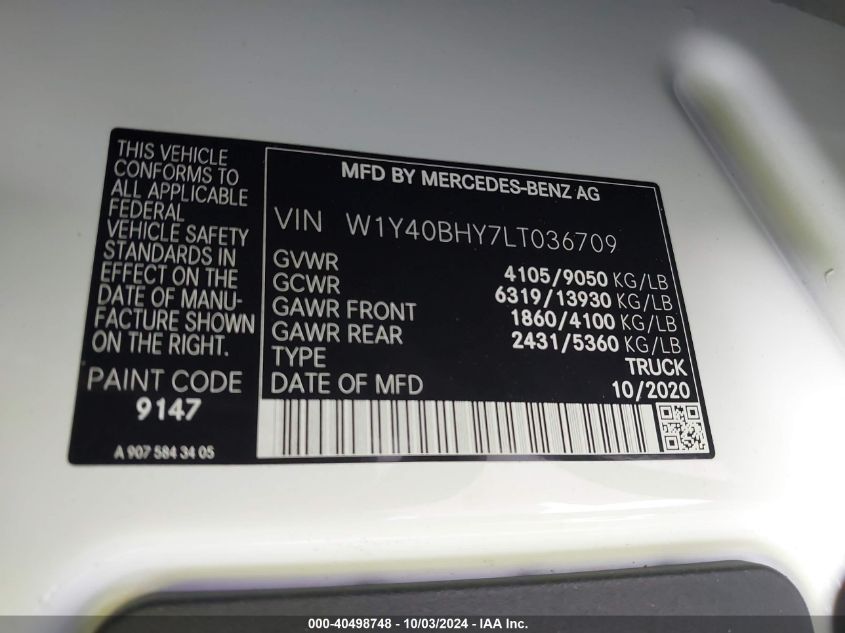 THIS VEHICLE
CONFORMS TO
ALL APPLICABLE
FEDERAL
VEHICLE SAFETY
STANDARDS IN
EFFECT ON THE
DATE OF MANU-
FACTURE SHOWN
ON THE RIGHT.
PAINT CODE
9147
A 907 584 34 05
MFD BY MERCEDES-BENZ AG
VIN W1Y40BHY7LT036709
GVWR 4105/9050 KG/LB
GCWR 6319/13930 KG/LB
GAWR FRONT 1860/4100 KG/LB
GAWR REAR 2431/5360 KG/LB
TYPE TRUCK
DATE OF MFD 10/2020
000-40498748 - 10/03/2024 - IAA Inc.